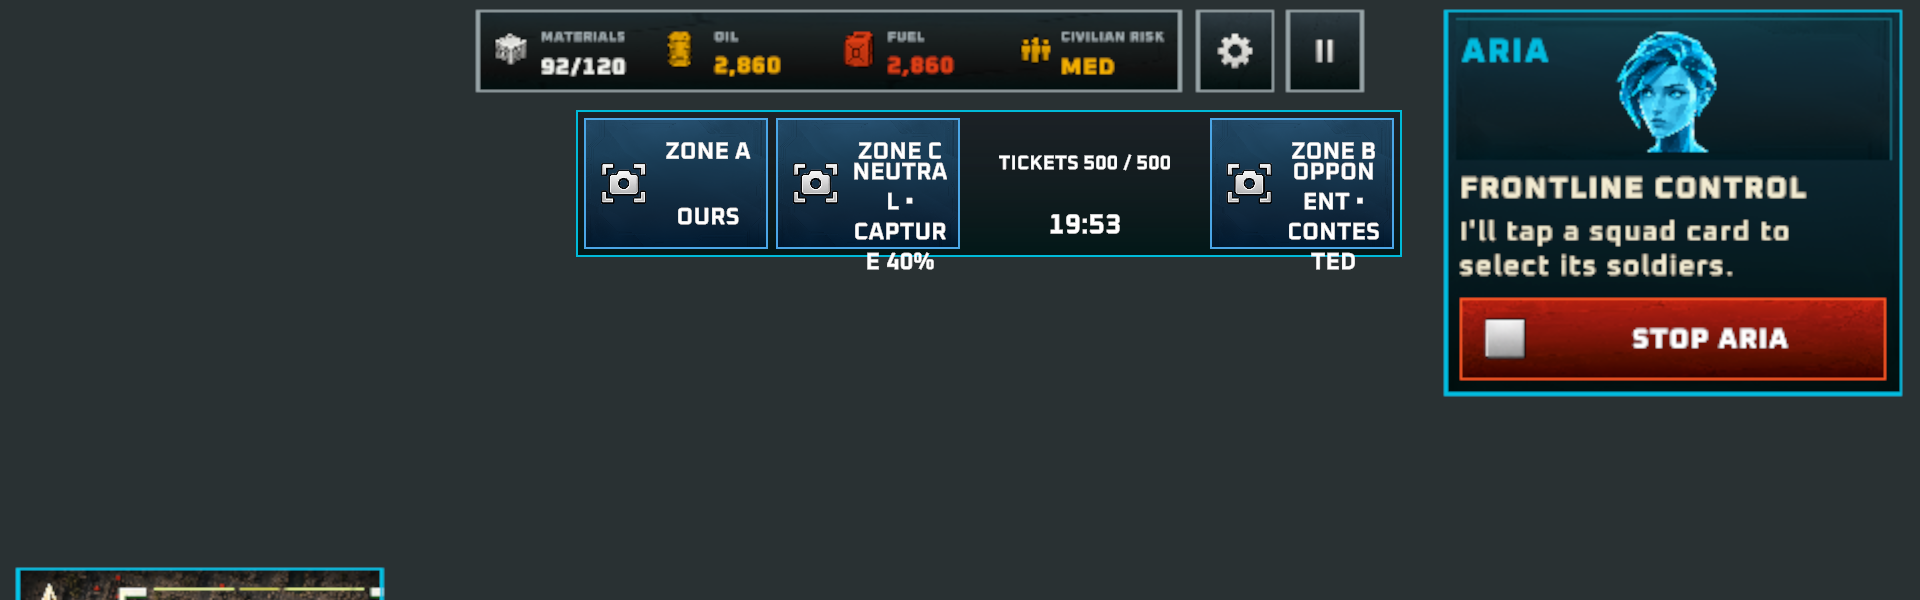 MATERIALS
92/120
OIL
2,860
FUEL
2,860
CIVILIAN RISK
MED
ZONE A
OURS
ZONE C
NEUTRA
L ·
CAPTUR
E 40%
TICKETS 500 / 500
19:53
ZONE B
OPPON
ENT ·
CONTES
TED
ARIA
FRONTLINE CONTROL
I'll tap a squad card to
select its soldiers.
STOP ARIA